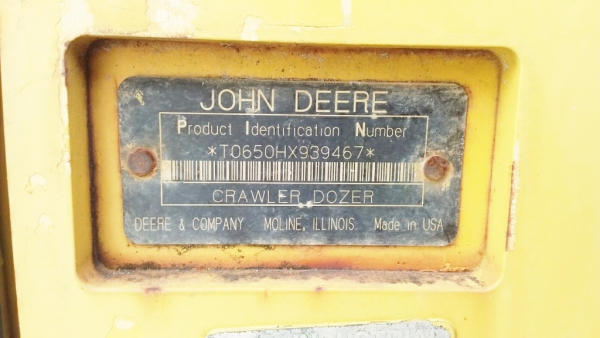 JOHN DEERE
Product Identification Number
*T0650HX939467*
CRAWLER DOZER
DEERE & COMPANY MOLINE, ILLINOIS Made in USA